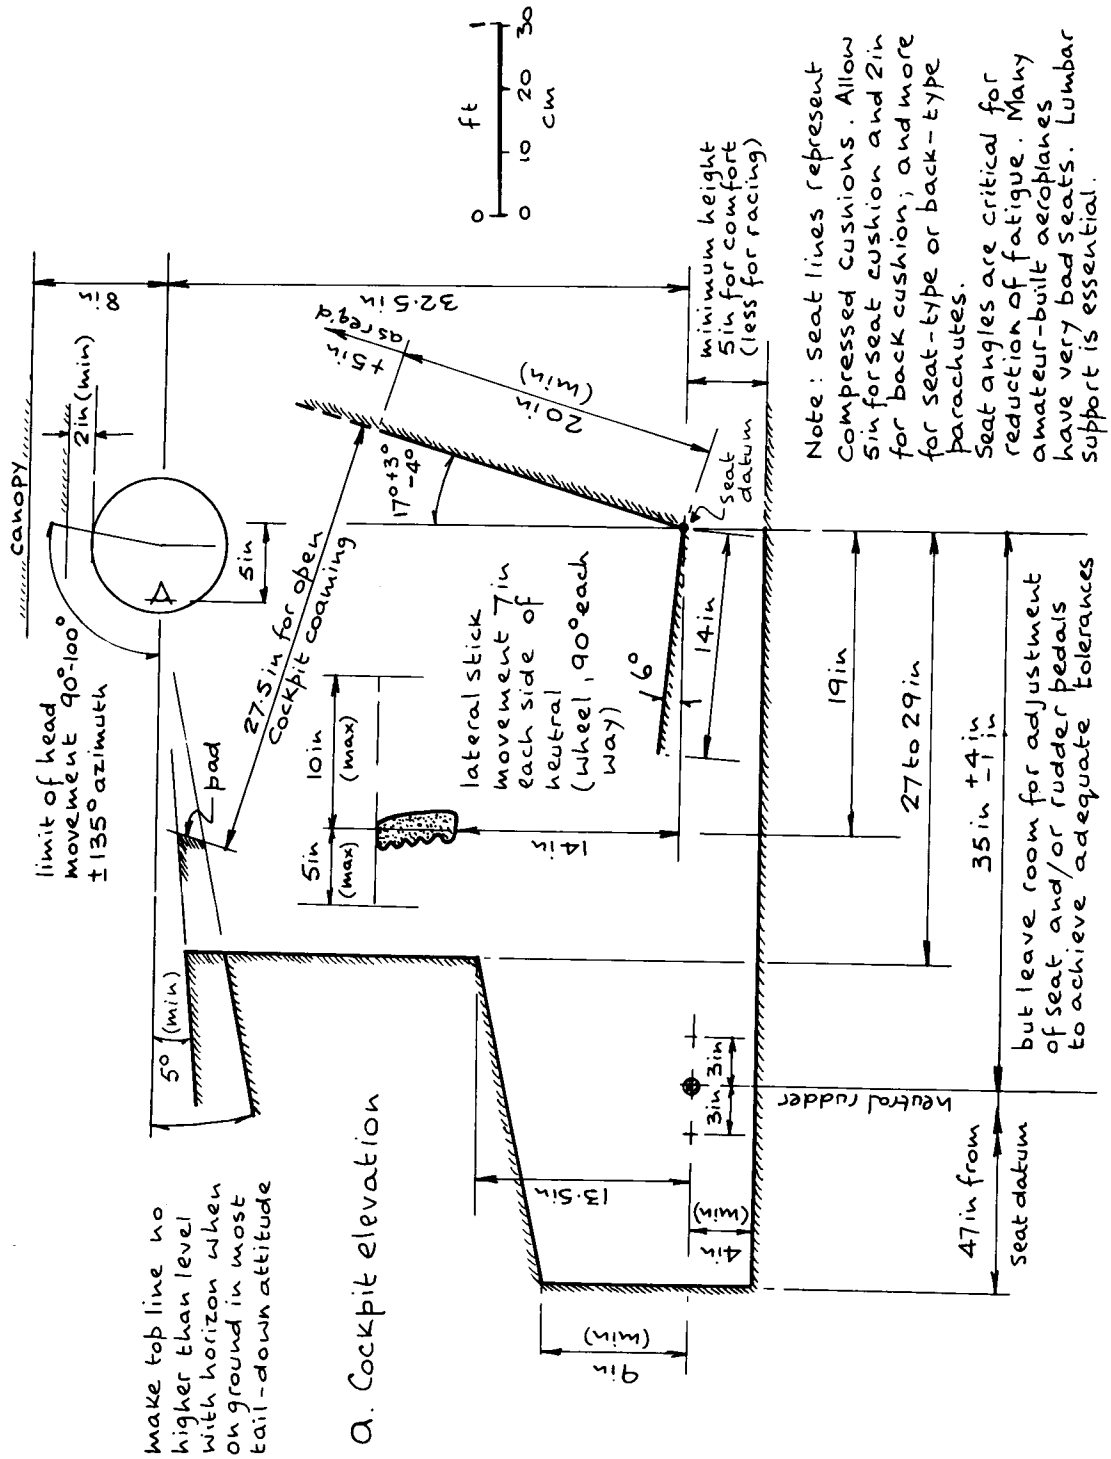 make top line no
higher than level
with horizon when
on ground in most
tail-down attitude
a. Cockpit elevation
5° (min)
limit of head
movement 90°-100°
±135° azimuth
pad
canopy
8in
2in (min)
5in
27.5in for open
cockpit coaming
5in
(max)
10in
(max)
lateral stick
movement 7in
each side of
neutral
(wheel, 90° each
way)
14in
17° +3°
-4°
+5in
as req'd
20in
(min)
32.5in
seat
datum
6°
14in
minimum height
5in for comfort
(less for racing)
19in
27 to 29in
35in +4in
-1in
but leave room for adjustment
of seat and/or rudder pedals
to achieve adequate tolerances
13.5in
9in
(min)
4in
(min)
3in
3in
neutral rudder
47in from
seat datum
0 ft 1
0 10 20 30
cm
Note: seat lines represent
compressed cushions. Allow
5in for seat cushion and 2in
for back cushion, and more
for seat-type or back-type
parachutes.
Seat angles are critical for
reduction of fatigue. Many
amateur-built aeroplanes
have very bad seats. Lumbar
support is essential.